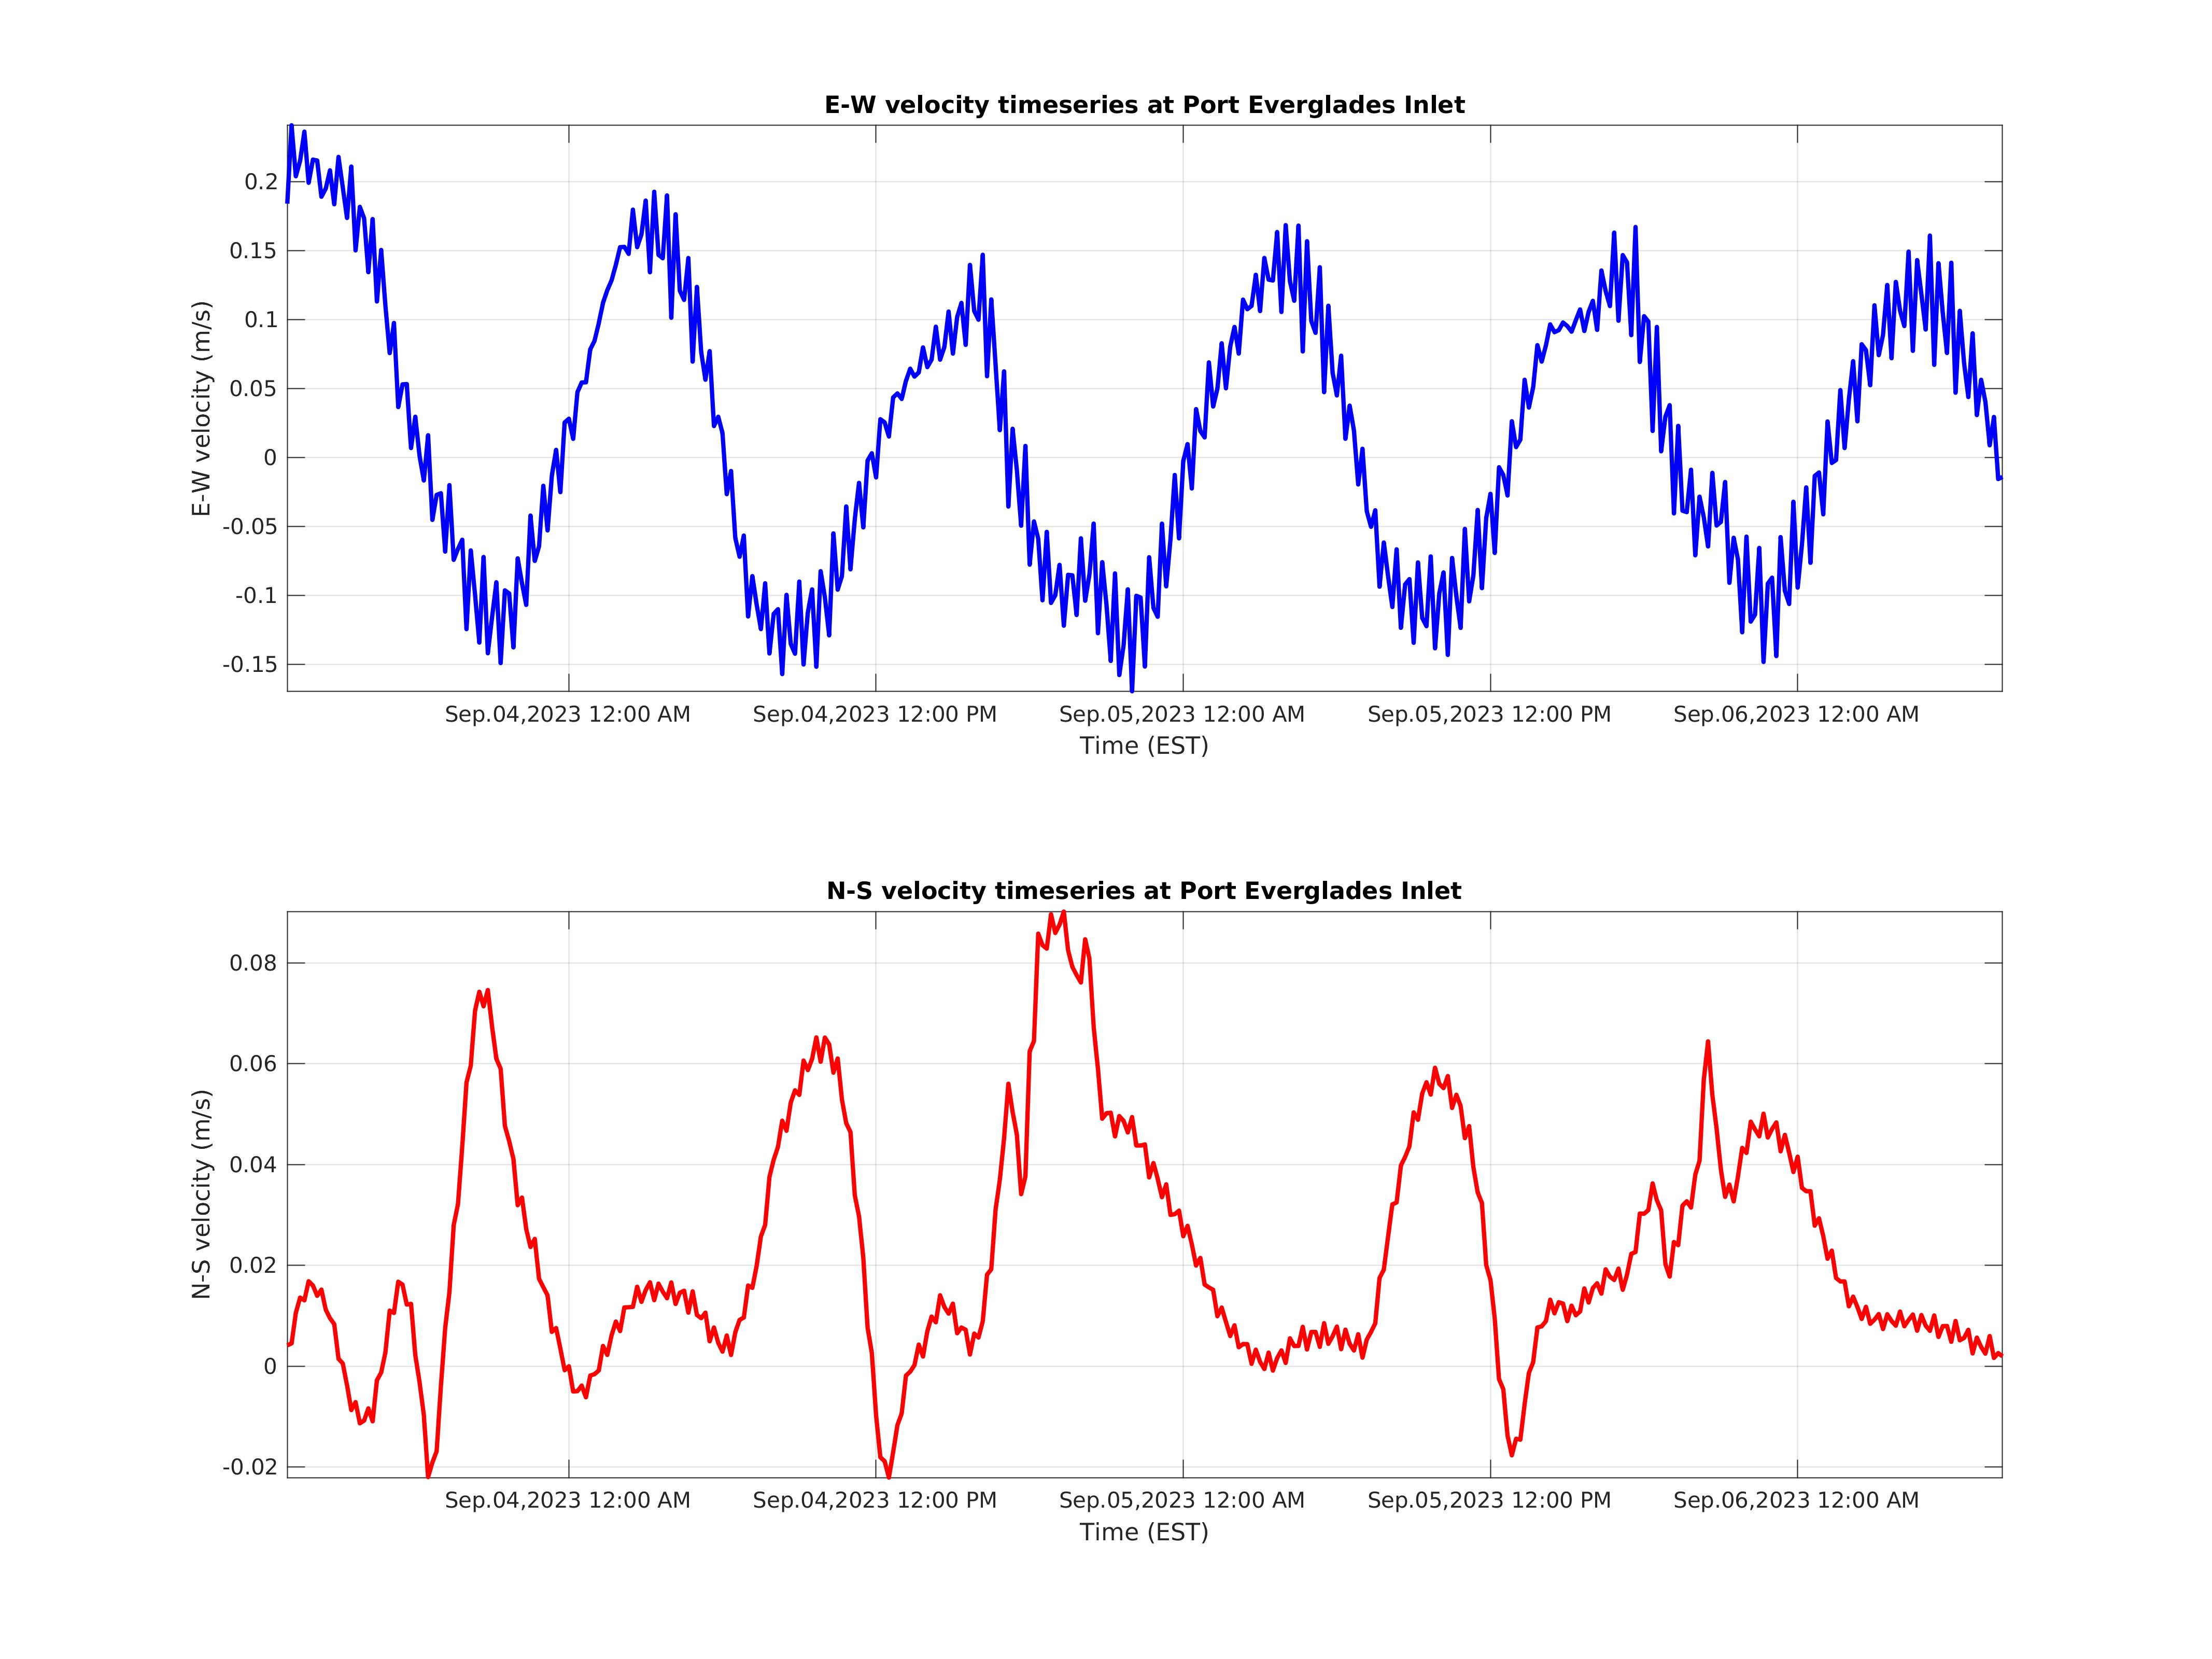 E-W velocity timeseries at Port Everglades Inlet
E-W velocity (m/s)
0.2
0.15
0.1
0.05
0
-0.05
-0.1
-0.15
Sep.04,2023 12:00 AM
Sep.04,2023 12:00 PM
Sep.05,2023 12:00 AM
Sep.05,2023 12:00 PM
Sep.06,2023 12:00 AM
Time (EST)
N-S velocity timeseries at Port Everglades Inlet
N-S velocity (m/s)
0.08
0.06
0.04
0.02
0
-0.02
Sep.04,2023 12:00 AM
Sep.04,2023 12:00 PM
Sep.05,2023 12:00 AM
Sep.05,2023 12:00 PM
Sep.06,2023 12:00 AM
Time (EST)